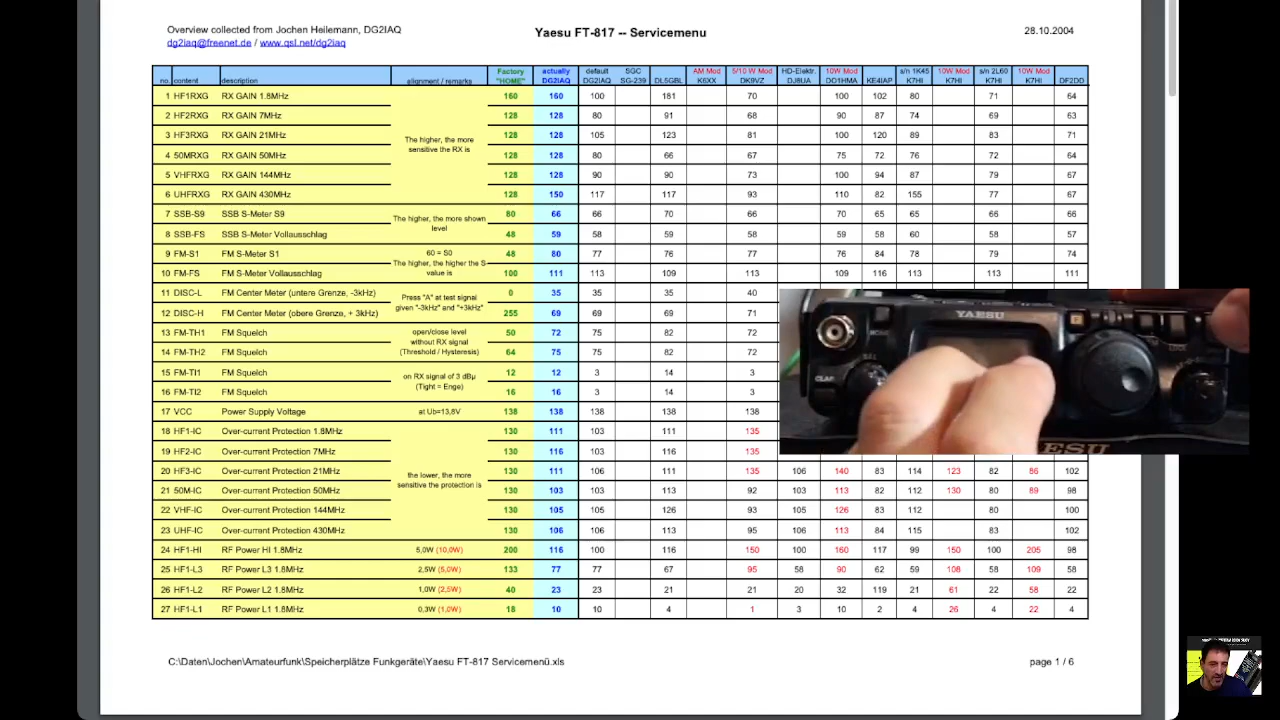 Overview collected from Jochen Heilemann, DG2IAQ
dg2iaq@freenet.de / www.qsl.net/dg2iaq
Yaesu FT-817 -- Servicemenu
28.10.2004
no. content description alignment / remarks Factory "HOME" actually DG2IAQ default DG2IAQ SGC SG-239 DL5GBL AM Mod K6XX 5/10 W Mod DK9VZ HD-Elektr. DJ8UA 10W Mod DO1HMA KE4IAP s/n 1K45 K7HI 10W Mod K7HI s/n 2L60 K7HI 10W Mod K7HI DF2DD
1 HF1RXG RX GAIN 1.8MHz 160 160 100 181 70 100 102 80 71 64
2 HF2RXG RX GAIN 7MHz 128 128 80 91 68 90 87 74 69 63
The higher, the more sensitive the RX is
3 HF3RXG RX GAIN 21MHz 128 128 105 123 81 100 120 89 83 71
4 50MRXG RX GAIN 50MHz 128 128 80 66 67 75 72 76 72 64
5 VHFRXG RX GAIN 144MHz 128 128 90 90 73 100 94 87 79 67
6 UHFRXG RX GAIN 430MHz 128 150 117 117 93 110 82 155 77 67
7 SSB-S9 SSB S-Meter S9 80 66 66 70 66 70 65 65 66 66
The higher, the more shown level
8 SSB-FS SSB S-Meter Vollausschlag 48 59 58 59 58 59 58 60 58 57
9 FM-S1 FM S-Meter S1 48 80 77 76 77 76 84 78 79 74
60 = S0 The higher, the higher the S-value is
10 FM-FS FM S-Meter Vollausschlag 100 111 113 109 113 109 116 113 113 111
11 DISC-L FM Center Meter (untere Grenze, -3kHz) 0 35 35 35 40
Press "A" at test signal given "-3kHz" and "+3kHz"
12 DISC-H FM Center Meter (obere Grenze, + 3kHz) 255 69 69 69 71
13 FM-TH1 FM Squelch 50 72 75 82 72
open/close level without RX signal (Threshold / Hysteresis)
14 FM-TH2 FM Squelch 64 75 75 82 72
15 FM-TI1 FM Squelch 12 12 3 14 3
on RX signal of 3 dBµ (Tight = Enge)
16 FM-TI2 FM Squelch 16 16 3 14 3
17 VCC Power Supply Voltage at Ub=13,8V 138 138 138 138 138
18 HF1-IC Over-current Protection 1.8MHz 130 111 103 111 135
19 HF2-IC Over-current Protection 7MHz 130 116 103 116 135
20 HF3-IC Over-current Protection 21MHz 130 111 106 111 135 106 140 83 114 123 82 86 102
the lower, the more sensitive the protection is
21 50M-IC Over-current Protection 50MHz 130 103 103 113 92 103 113 82 112 130 80 89 98
22 VHF-IC Over-current Protection 144MHz 130 105 105 126 93 105 126 83 112 80 100
23 UHF-IC Over-current Protection 430MHz 130 106 106 113 95 106 113 84 115 83 102
24 HF1-HI RF Power HI 1.8MHz 5,0W (10,0W) 200 116 100 116 150 100 160 117 99 150 100 205 98
25 HF1-L3 RF Power L3 1.8MHz 2,5W (5,0W) 133 77 77 67 95 58 90 62 59 108 58 109 58
26 HF1-L2 RF Power L2 1.8MHz 1,0W (2,5W) 40 23 23 21 21 20 32 119 21 61 22 58 22
27 HF1-L1 RF Power L1 1.8MHz 0,3W (1,0W) 18 10 10 4 1 3 10 2 4 26 4 22 4
YAESU
HOME
CLAR
LOCK
YAESU
C:\Daten\Jochen\Amateurfunk\Speicherplätze Funkgeräte\Yaesu FT-817 Servicemenü.xls
page 1 / 6